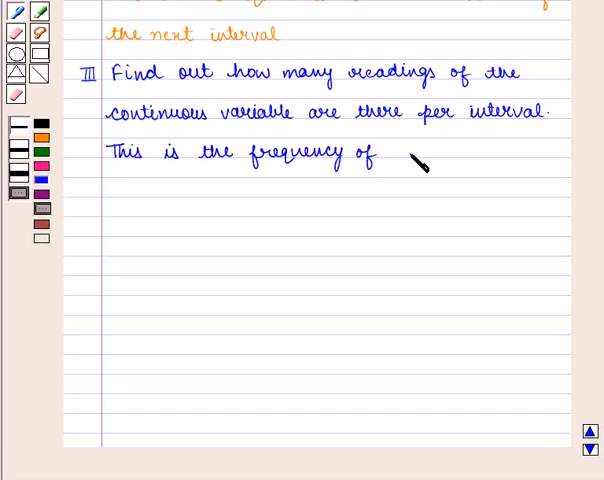 the next interval
III Find out how many readings of the
continuous variable are there per interval.
This is the frequency of